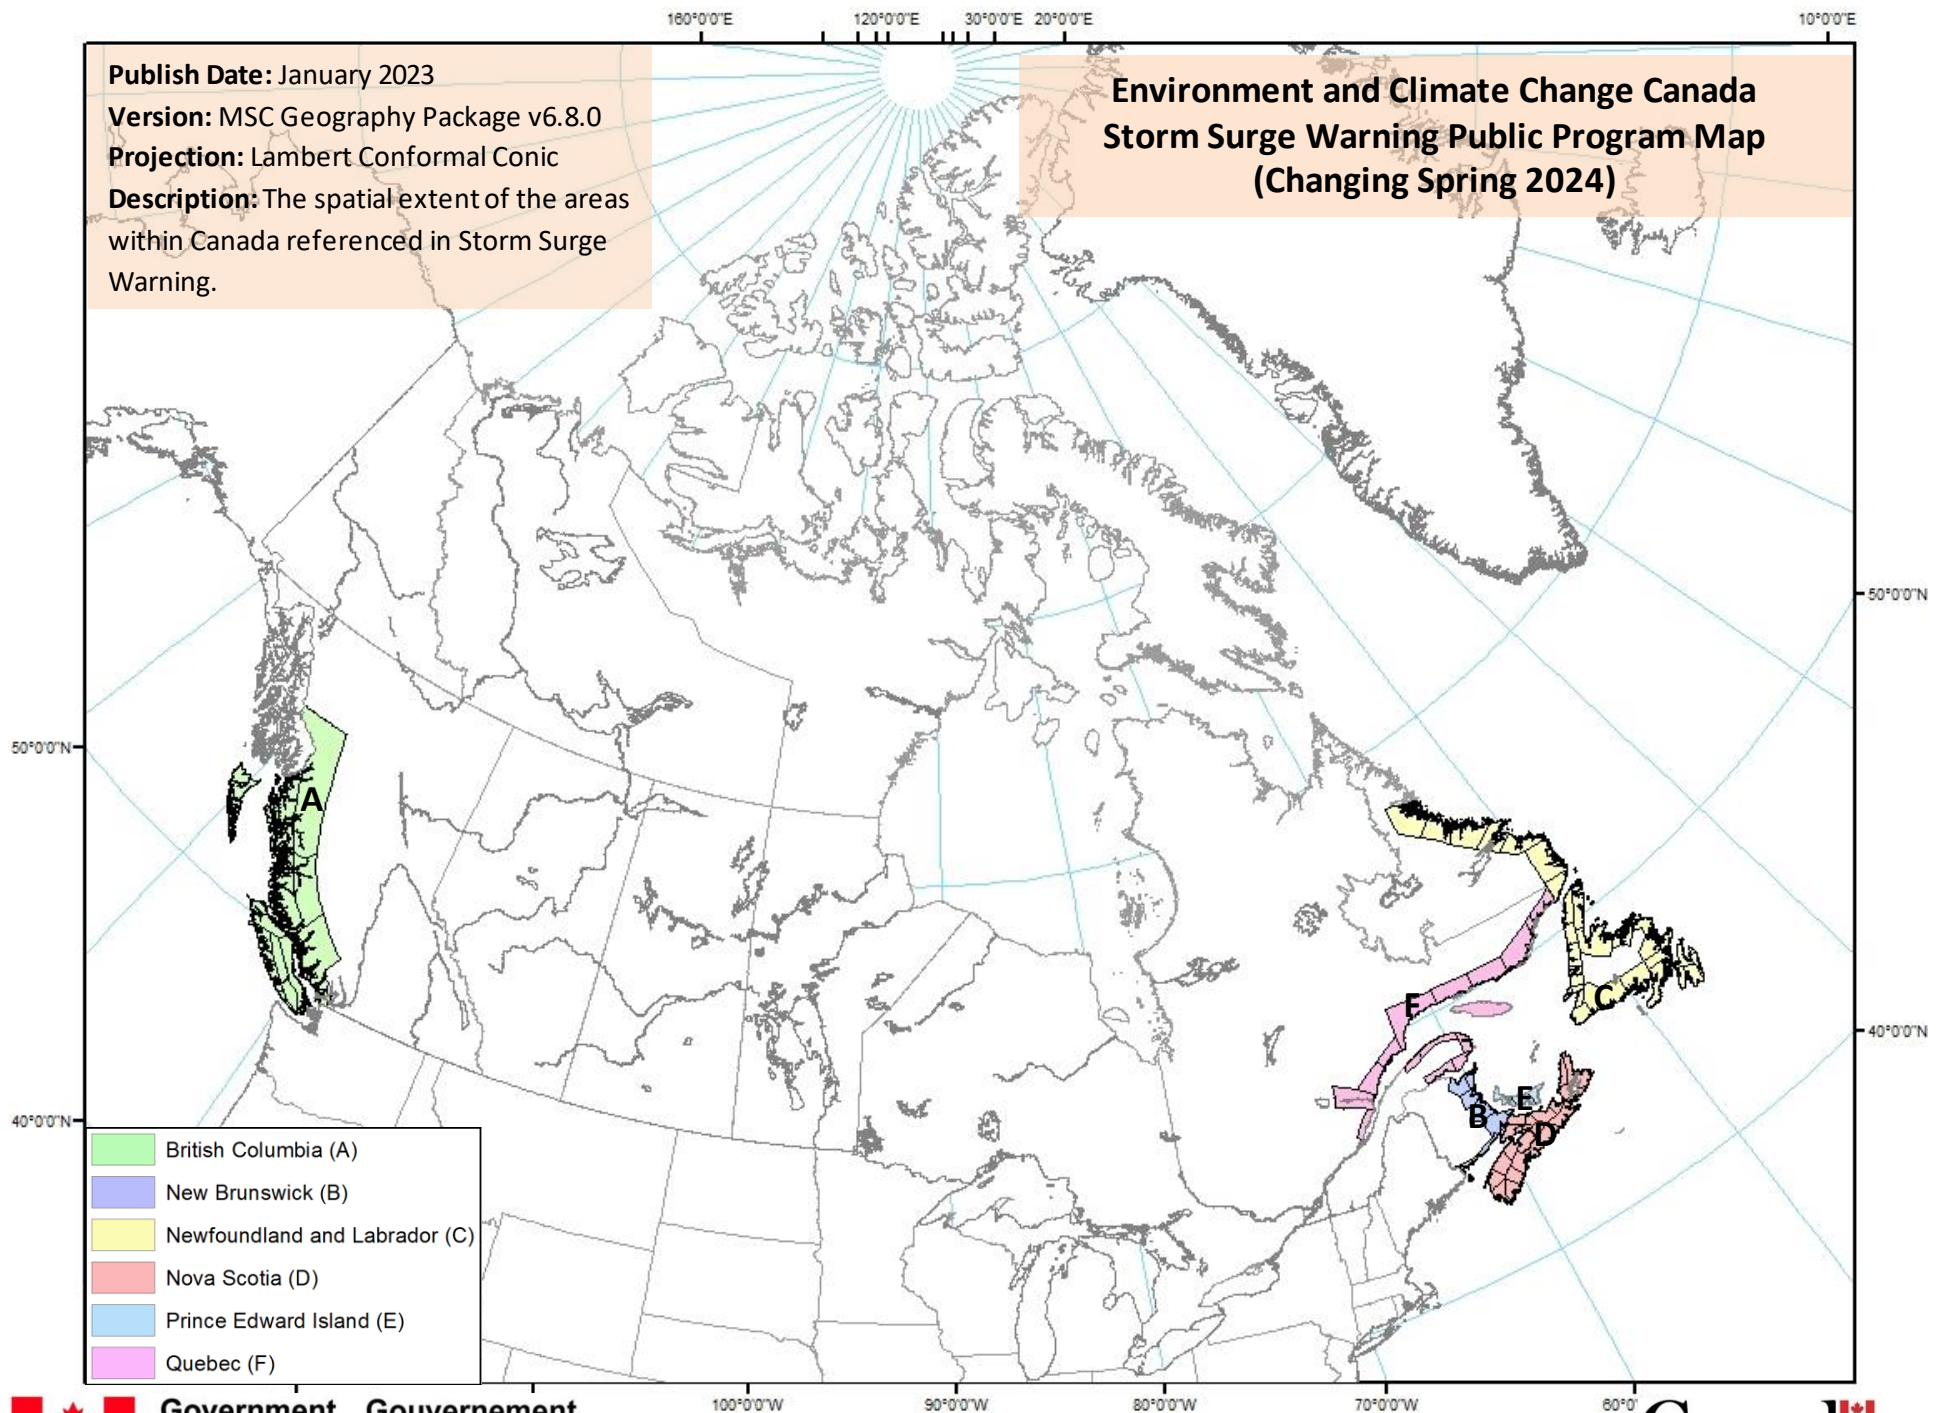 160°0'0"E 120°0'0"E 30°0'0"E 20°0'0"E 10°0'0"E
Publish Date: January 2023
Version: MSC Geography Package v6.8.0
Projection: Lambert Conformal Conic
Description: The spatial extent of the areas
within Canada referenced in Storm Surge
Warning.
Environment and Climate Change Canada
Storm Surge Warning Public Program Map
(Changing Spring 2024)
50°0'0"N
50°0'0"N
A
C
F
40°0'0"N
E
B
D
40°0'0"N
British Columbia (A)
New Brunswick (B)
Newfoundland and Labrador (C)
Nova Scotia (D)
Prince Edward Island (E)
Quebec (F)
100°0'0"W 90°0'0"W 80°0'0"W 70°0'0"W 60°0'
Government Gouvernement